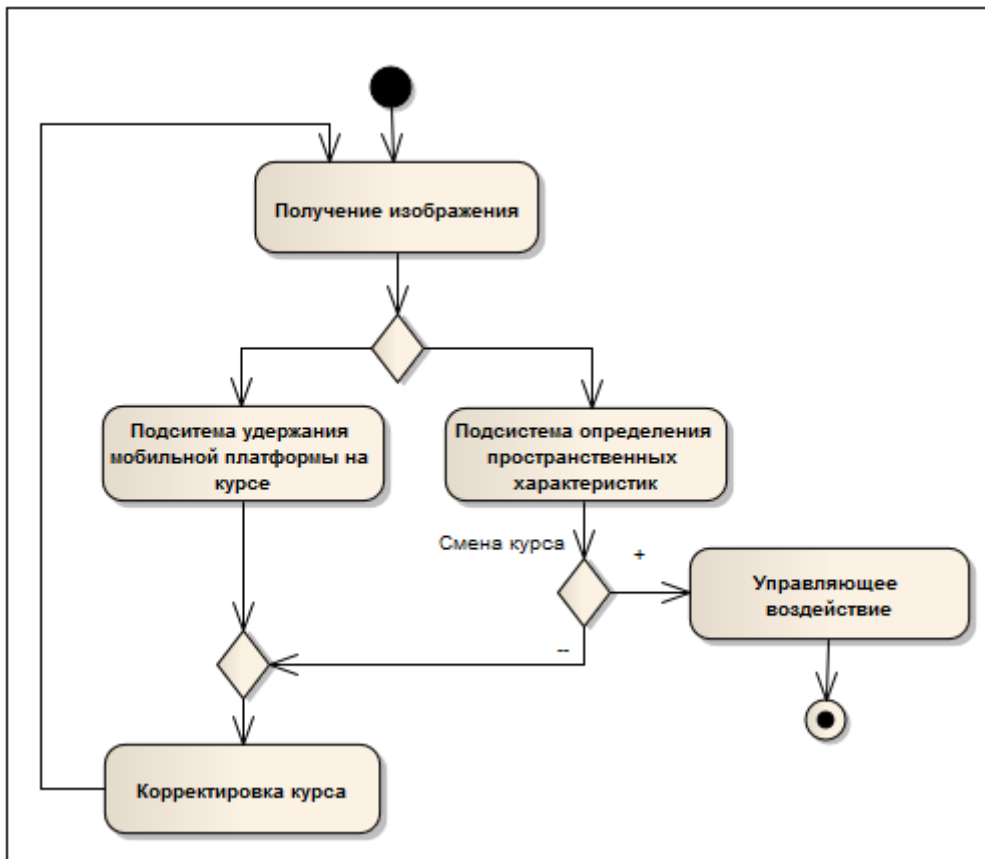 Получение изображения
Подситема удержания
мобильной платформы на
курсе
Подсистема определения
пространственных
характеристик
Смена курса
+
Управляющее
воздействие
--
Корректировка курса